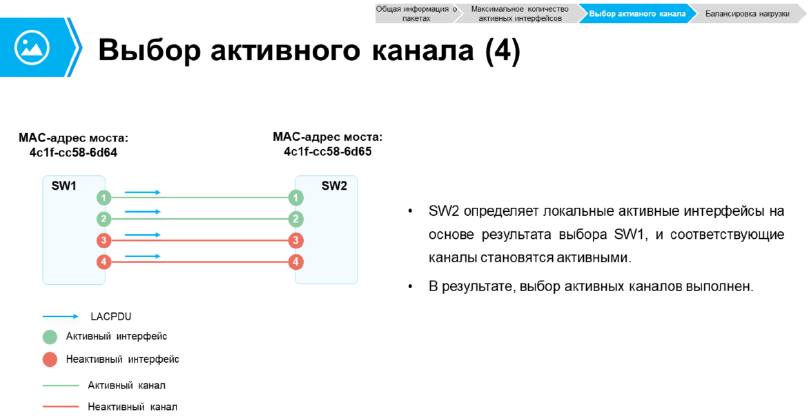 Общая информация о пакетах
Максимальное количество активных интерфейсов
Выбор активного канала
Балансировка нагрузки
Выбор активного канала (4)
MAC-адрес моста:
4c1f-cc58-6d64
MAC-адрес моста:
4c1f-cc58-6d65
SW1
SW2
1
1
2
2
3
3
4
4
• SW2 определяет локальные активные интерфейсы на
основе результата выбора SW1, и соответствующие
каналы становятся активными.
• В результате, выбор активных каналов выполнен.
LACPDU
Активный интерфейс
Неактивный интерфейс
Активный канал
Неактивный канал